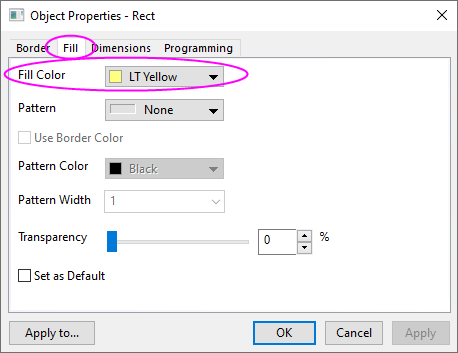 Object Properties - Rect
Border Fill Dimensions Programming
Fill Color LT Yellow
Pattern None
Use Border Color
Pattern Color Black
Pattern Width 1
Transparency 0 %
Set as Default
Apply to... OK Cancel Apply